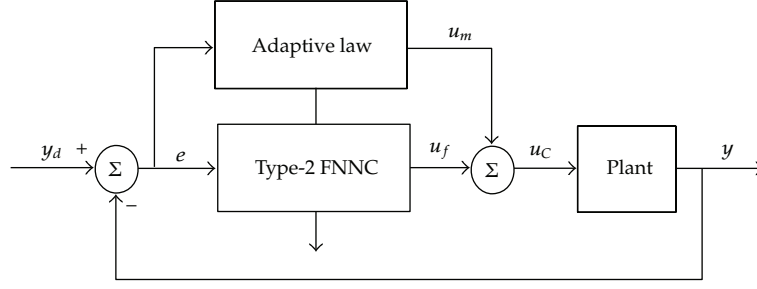 Adaptive law
u_m
y_d
+
Σ
e
Type-2 FNNC
u_f
Σ
u_C
Plant
y
−